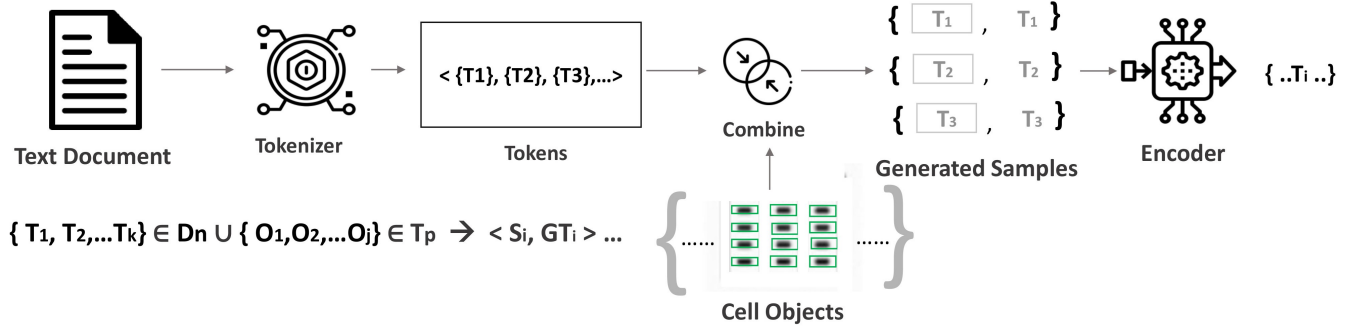 Text Document
Tokenizer
< {T1}, {T2}, {T3},...>
Tokens
Combine
{ T1 , T1 }
{ T2 , T2 }
{ T3 , T3 }
Generated Samples
Encoder
{ ..Ti ..}
{ T1, T2,...Tk} ∈ Dn ∪ { O1,O2,...Oj} ∈ Tp → < Si, GTi > ...
{ ...... ...... }
Cell Objects